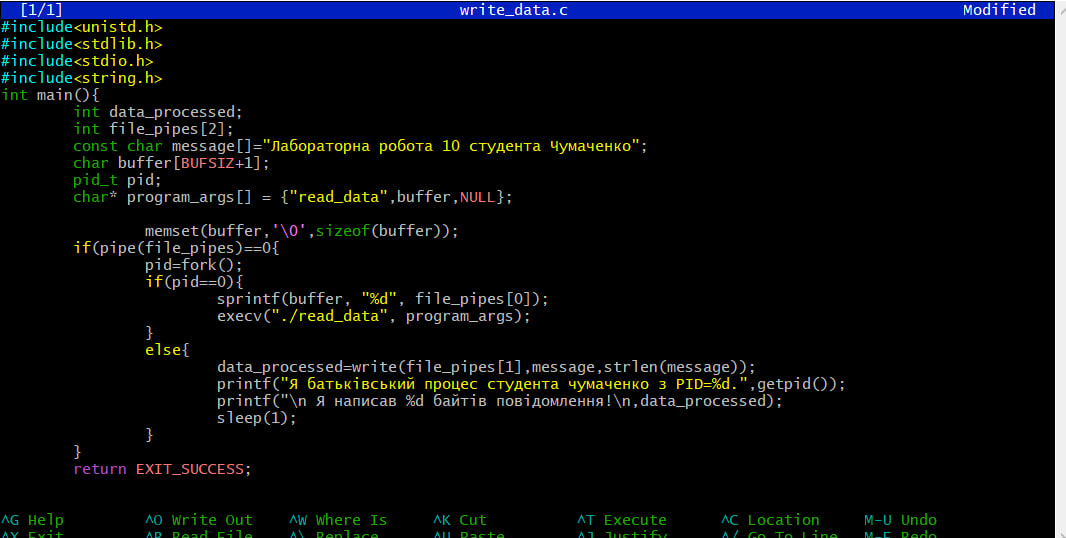 [1/1] write_data.c Modified
#include<unistd.h>
#include<stdlib.h>
#include<stdio.h>
#include<string.h>
int main(){
int data_processed;
int file_pipes[2];
const char message[]="Лабораторна робота 10 студента Чумаченко";
char buffer[BUFSIZ+1];
pid_t pid;
char* program_args[] = {"read_data",buffer,NULL};
memset(buffer,'\0',sizeof(buffer));
if(pipe(file_pipes)==0{
pid=fork();
if(pid==0){
sprintf(buffer, "%d", file_pipes[0]);
execv("./read_data", program_args);
}
else{
data_processed=write(file_pipes[1],message,strlen(message));
printf("Я батьківський процес студента чумаченко з PID=%d.",getpid());
printf("\n Я написав %d байтів повідомлення!\n,data_processed);
sleep(1);
}
}
return EXIT_SUCCESS;
^G Help ^O Write Out ^W Where Is ^K Cut ^T Execute ^C Location M-U Undo
^X Exit ^R Read File ^\ Replace ^U Paste ^J Justify ^/ Go To Line M-E Redo